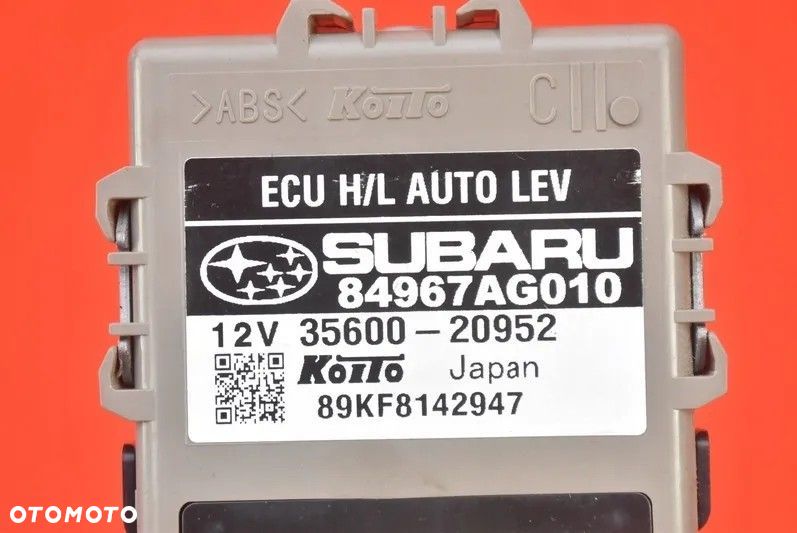 >ABS< KOITO C
ECU H/L AUTO LEV
SUBARU
84967AG010
12V 35600-20952
KOITO Japan
89KF8142947
OTOMOTO